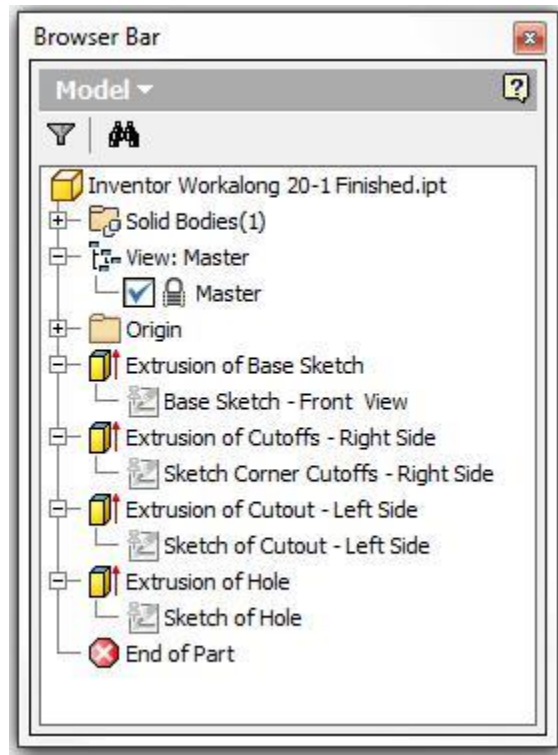 Browser Bar
Model
Inventor Workalong 20-1 Finished.ipt
Solid Bodies(1)
View: Master
Master
Origin
Extrusion of Base Sketch
Base Sketch - Front View
Extrusion of Cutoffs - Right Side
Sketch Corner Cutoffs - Right Side
Extrusion of Cutout - Left Side
Sketch of Cutout - Left Side
Extrusion of Hole
Sketch of Hole
End of Part